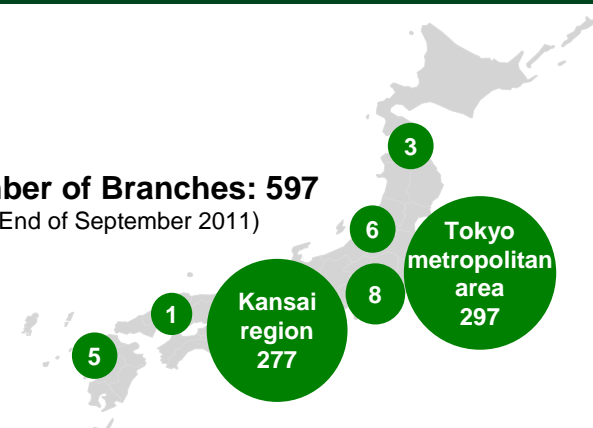 3
ber of Branches: 597
End of September 2011)
6
Tokyo
metropolitan
area
297
8
Kansai
region
277
1
5